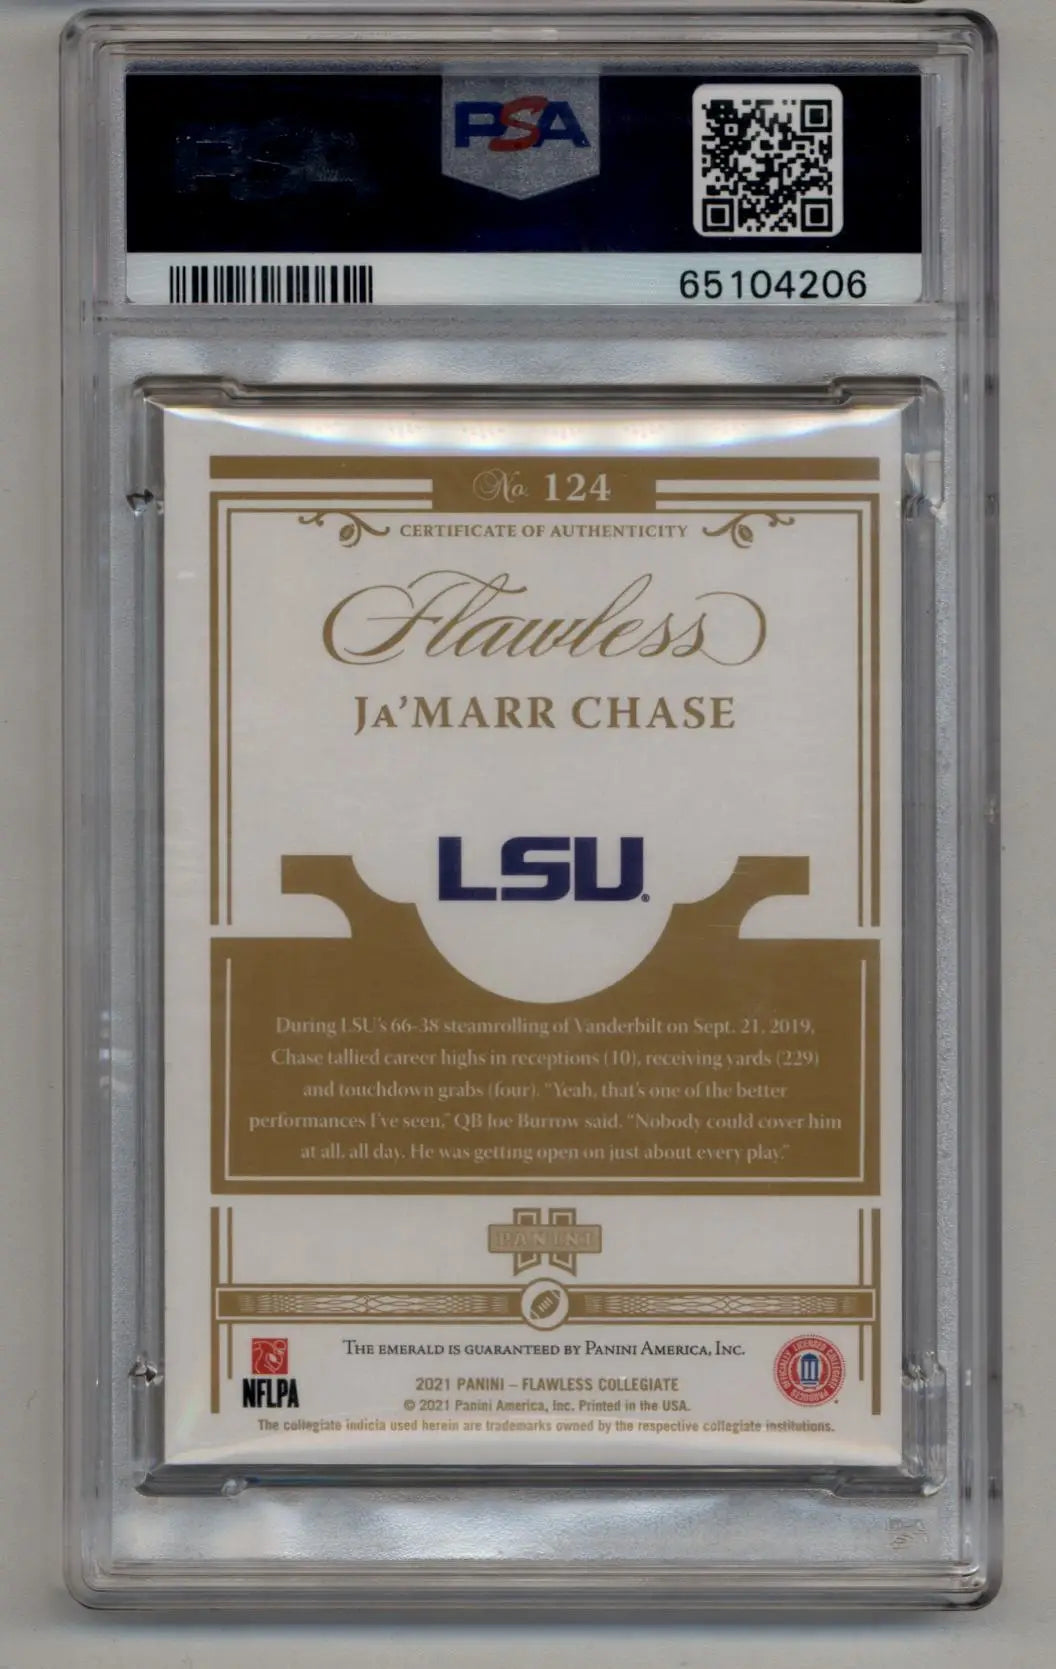 PSA
65104206
No. 124
CERTIFICATE OF AUTHENTICITY
Flawless
JA'MARR CHASE
LSU®
During LSU's 66-38 steamrolling of Vanderbilt on Sept. 21, 2019,
Chase tallied career highs in receptions (10), receiving yards (229)
and touchdown grabs (four). "Yeah, that's one of the better
performances I've seen," QB Joe Burrow said. "Nobody could cover him
at all, all day. He was getting open on just about every play."
PANINI
THE EMERALD IS GUARANTEED BY PANINI AMERICA, INC.
NFLPA
2021 PANINI – FLAWLESS COLLEGIATE
© 2021 Panini America, Inc. Printed in the USA.
OFFICIALLY LICENSED COLLEGIATE PRODUCTS
The collegiate indicia used herein are trademarks owned by the respective collegiate institutions.